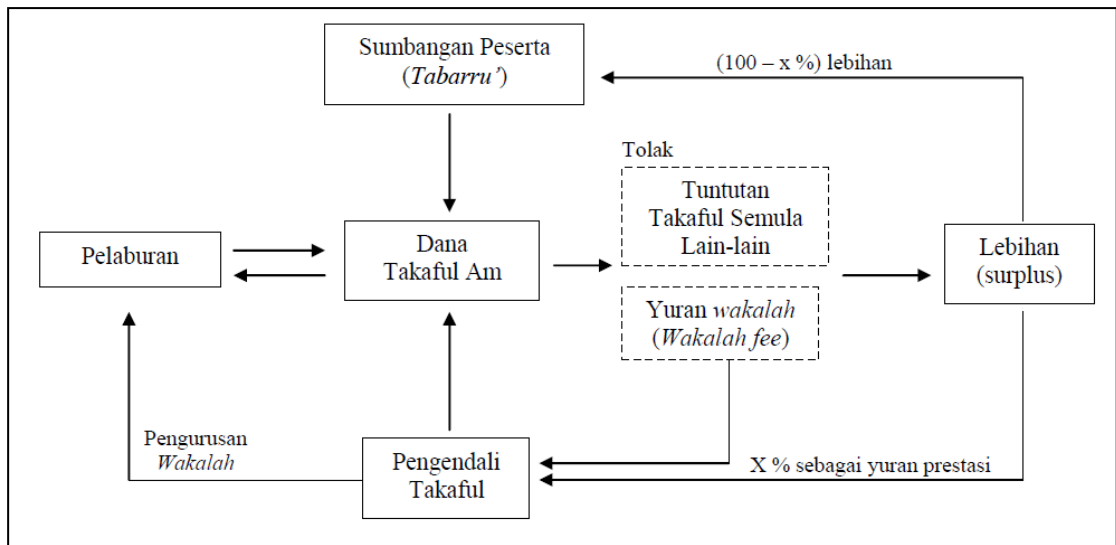 Sumbangan Peserta
(Tabarru’)
(100 – x %) lebihan
Tolak
Tuntutan
Takaful Semula
Lain-lain
Pelaburan
Dana
Takaful Am
Lebihan
(surplus)
Yuran wakalah
(Wakalah fee)
Pengurusan
Wakalah
Pengendali
Takaful
X % sebagai yuran prestasi